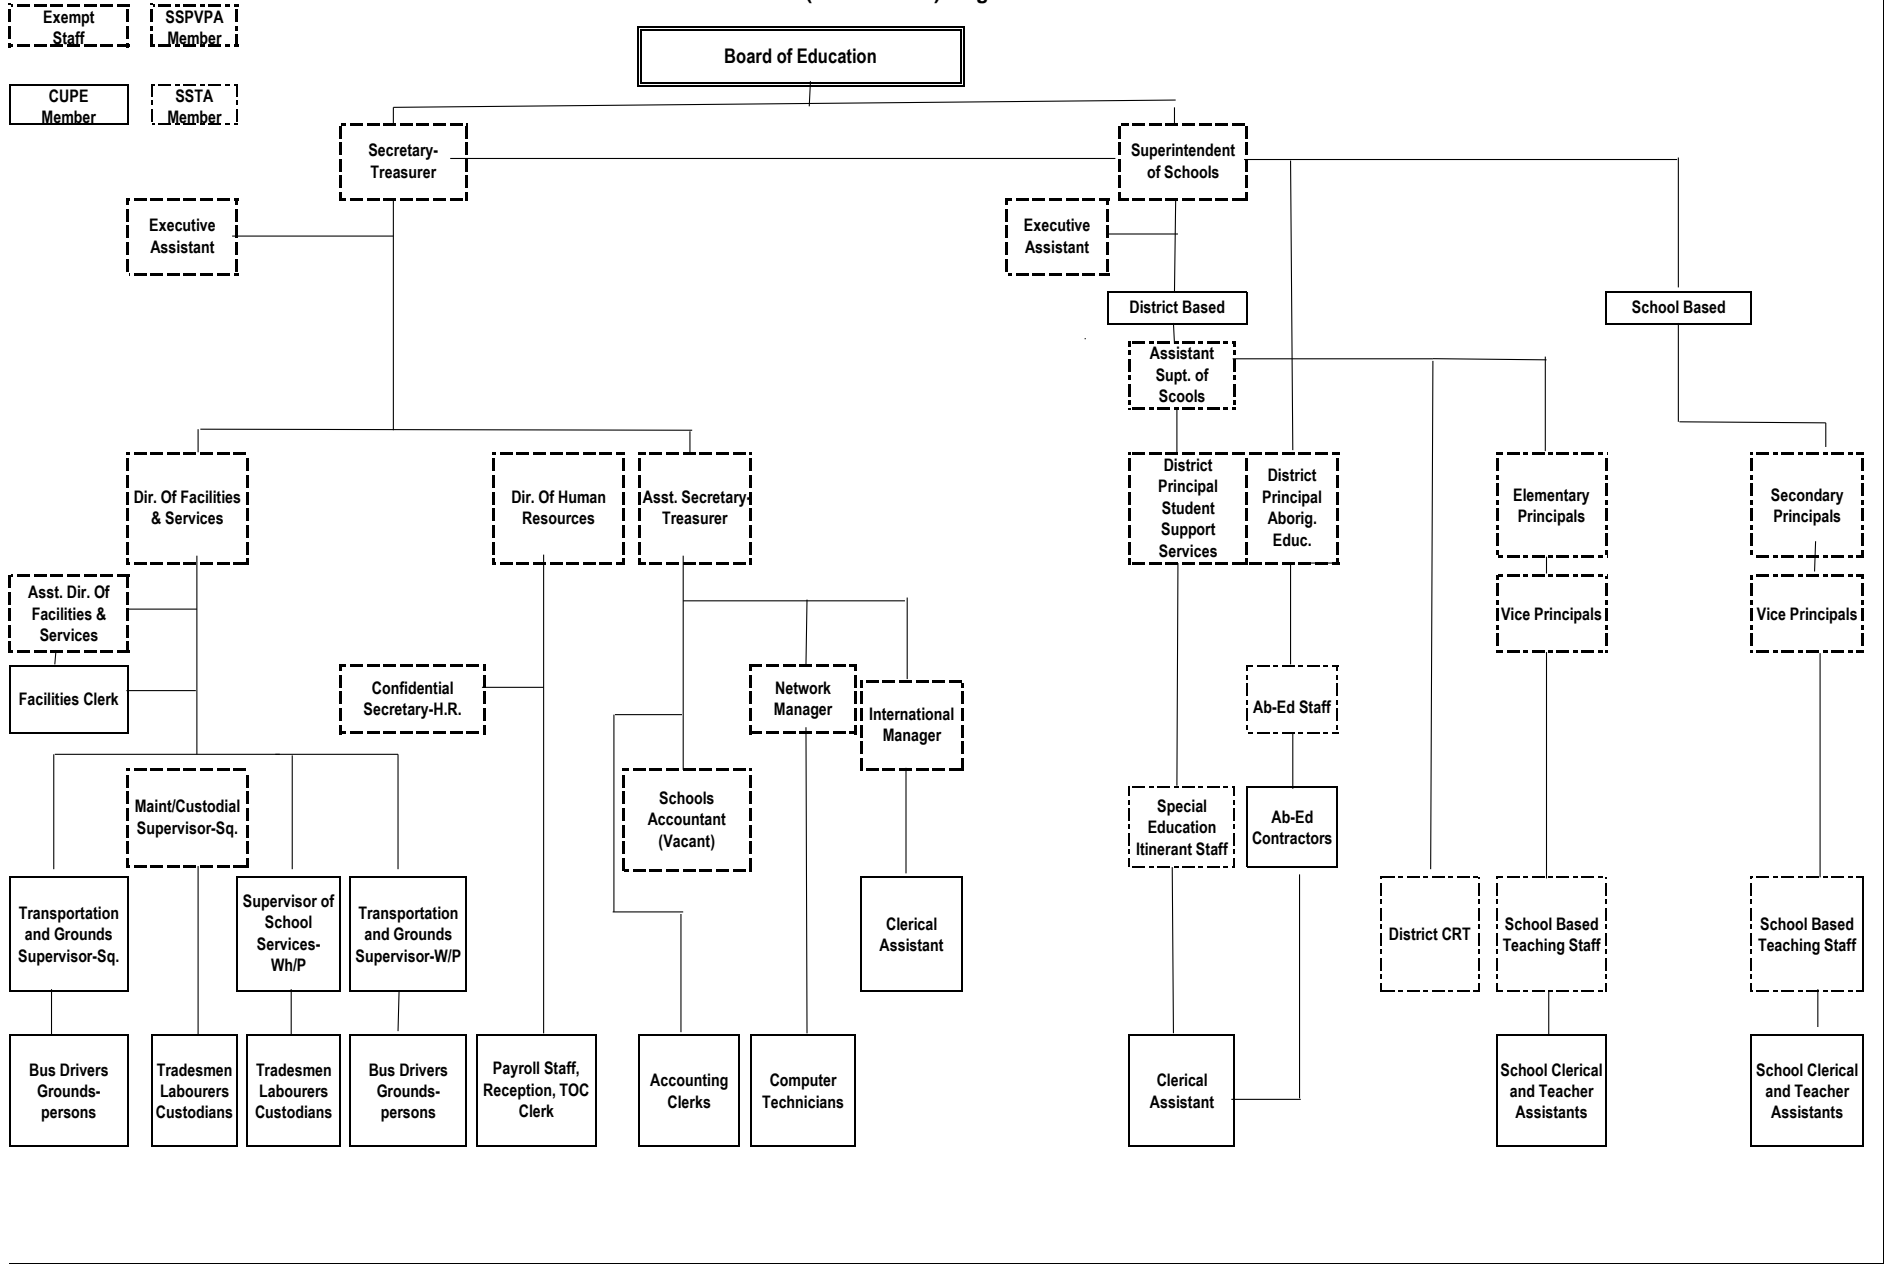 Exempt
Staff
SSPVPA
Member
CUPE
Member
SSTA
Member
Board of Education
Secretary-
Treasurer
Superintendent
of Schools
Executive
Assistant
Executive
Assistant
District Based
School Based
Assistant
Supt. of
Scools
Dir. Of Facilities
& Services
Dir. Of Human
Resources
Asst. Secretary-
Treasurer
District
Principal
Student
Support
Services
District
Principal
Aborig.
Educ.
Elementary
Principals
Secondary
Principals
Asst. Dir. Of
Facilities &
Services
Vice Principals
Vice Principals
Facilities Clerk
Confidential
Secretary-H.R.
Network
Manager
International
Manager
Ab-Ed Staff
Maint/Custodial
Supervisor-Sq.
Schools
Accountant
(Vacant)
Special
Education
Itinerant Staff
Ab-Ed
Contractors
Transportation
and Grounds
Supervisor-Sq.
Supervisor of
School
Services-
Wh/P
Transportation
and Grounds
Supervisor-W/P
Clerical
Assistant
District CRT
School Based
Teaching Staff
School Based
Teaching Staff
Bus Drivers
Grounds-
persons
Tradesmen
Labourers
Custodians
Tradesmen
Labourers
Custodians
Bus Drivers
Grounds-
persons
Payroll Staff,
Reception, TOC
Clerk
Accounting
Clerks
Computer
Technicians
Clerical
Assistant
School Clerical
and Teacher
Assistants
School Clerical
and Teacher
Assistants